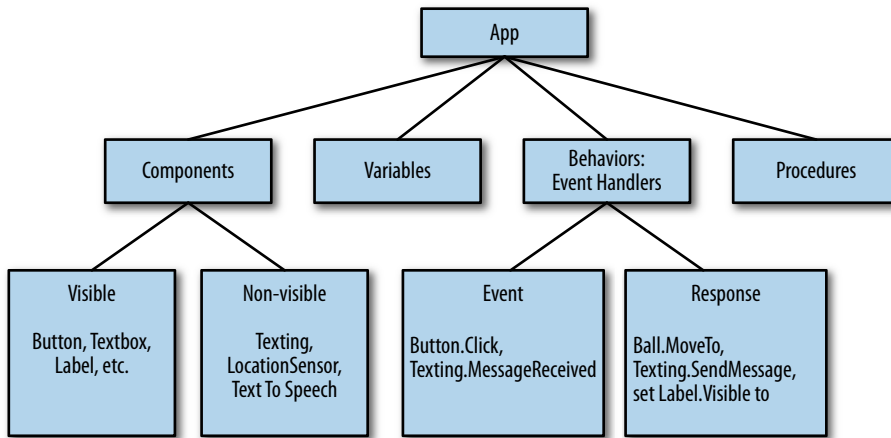 App
Components
Variables
Behaviors:
Event Handlers
Procedures
Visible
Button, Textbox,
Label, etc.
Non-visible
Texting,
LocationSensor,
Text To Speech
Event
Button.Click,
Texting.MessageReceived
Response
Ball.MoveTo,
Texting.SendMessage,
set Label.Visible to